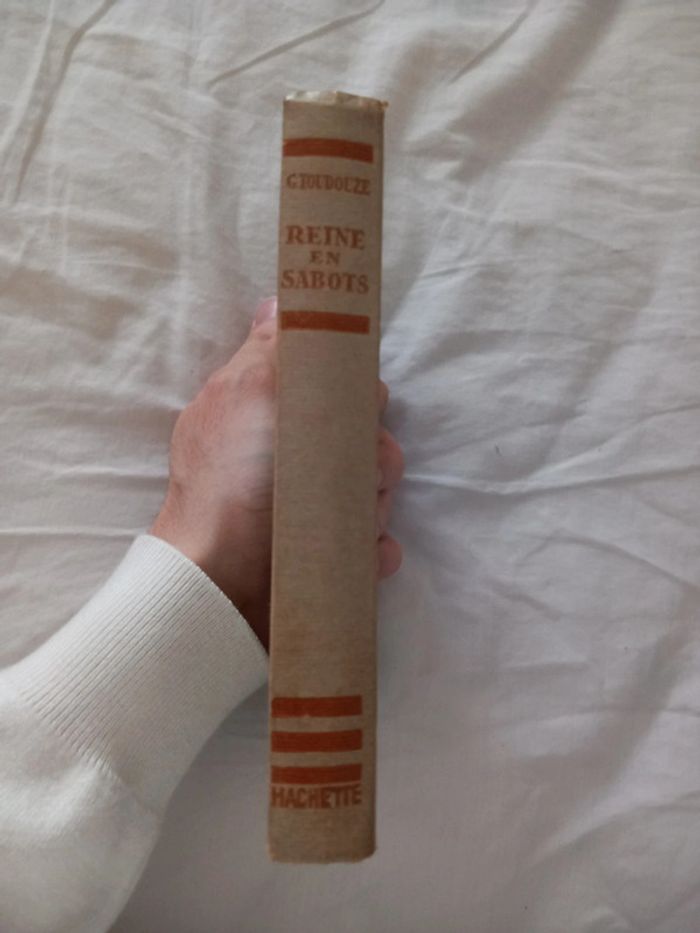 G. TOUDOUZE
REINE
EN
SABOTS
HACHETTE